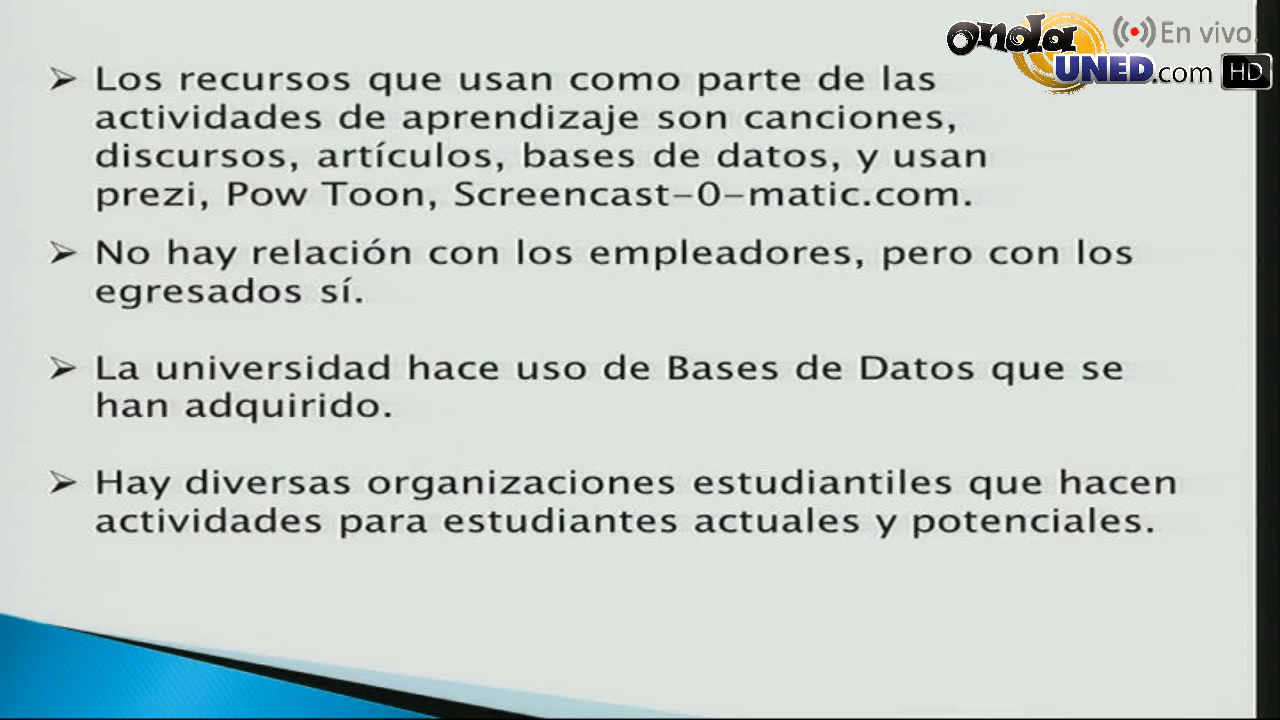 onda
UNED.com
En vivo.
HD
Los recursos que usan como parte de las
actividades de aprendizaje son canciones,
discursos, artículos, bases de datos, y usan
prezi, Pow Toon, Screencast-0-matic.com.
No hay relación con los empleadores, pero con los
egresados sí.
La universidad hace uso de Bases de Datos que se
han adquirido.
Hay diversas organizaciones estudiantiles que hacen
actividades para estudiantes actuales y potenciales.